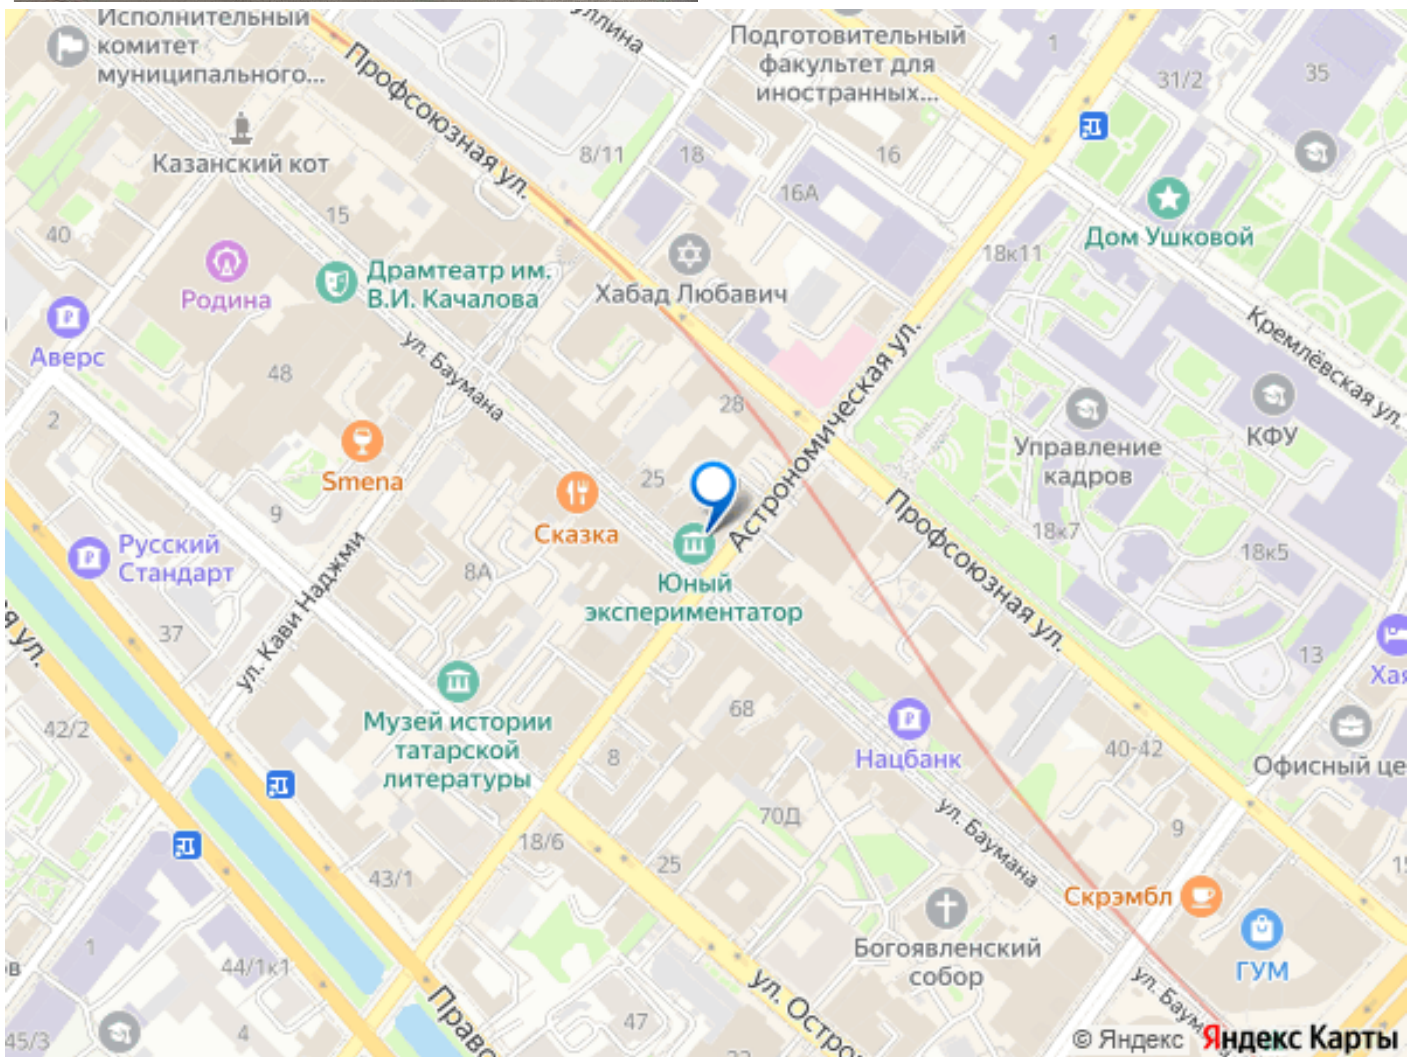 Исполнительный
комитет
муниципального...
Казанский кот
Профсоюзная ул.
Подготовительный
факультет для
иностранных...
1
31/2
35
8/11
18
16
16А
15
40
Родина
Драмтеатр им.
В.И. Качалова
Хабад Любавич
18к11
Дом Ушковой
Кремлёвская ул.
Аверс
48
ул. Баумана
28
Астрономическая ул.
Управление
кадров
КФУ
2
Smena
25
Сказка
9
Русский
Стандарт
8А
Юный
экспериментатор
Профсоюзная ул.
18к7
18к5
37
ул. Кави Наджми
13
Хая
42/2
Музей истории
татарской
литературы
8
68
Нацбанк
40-42
Офисный це
18/6
70Д
ул. Баумана
9
43/1
25
Скрэмбл
1
44/1к1
Богоявленский
собор
ГУМ
45/3
4
Право
47
ул. Остро
ул. Баум
© Яндекс Яндекс Карты